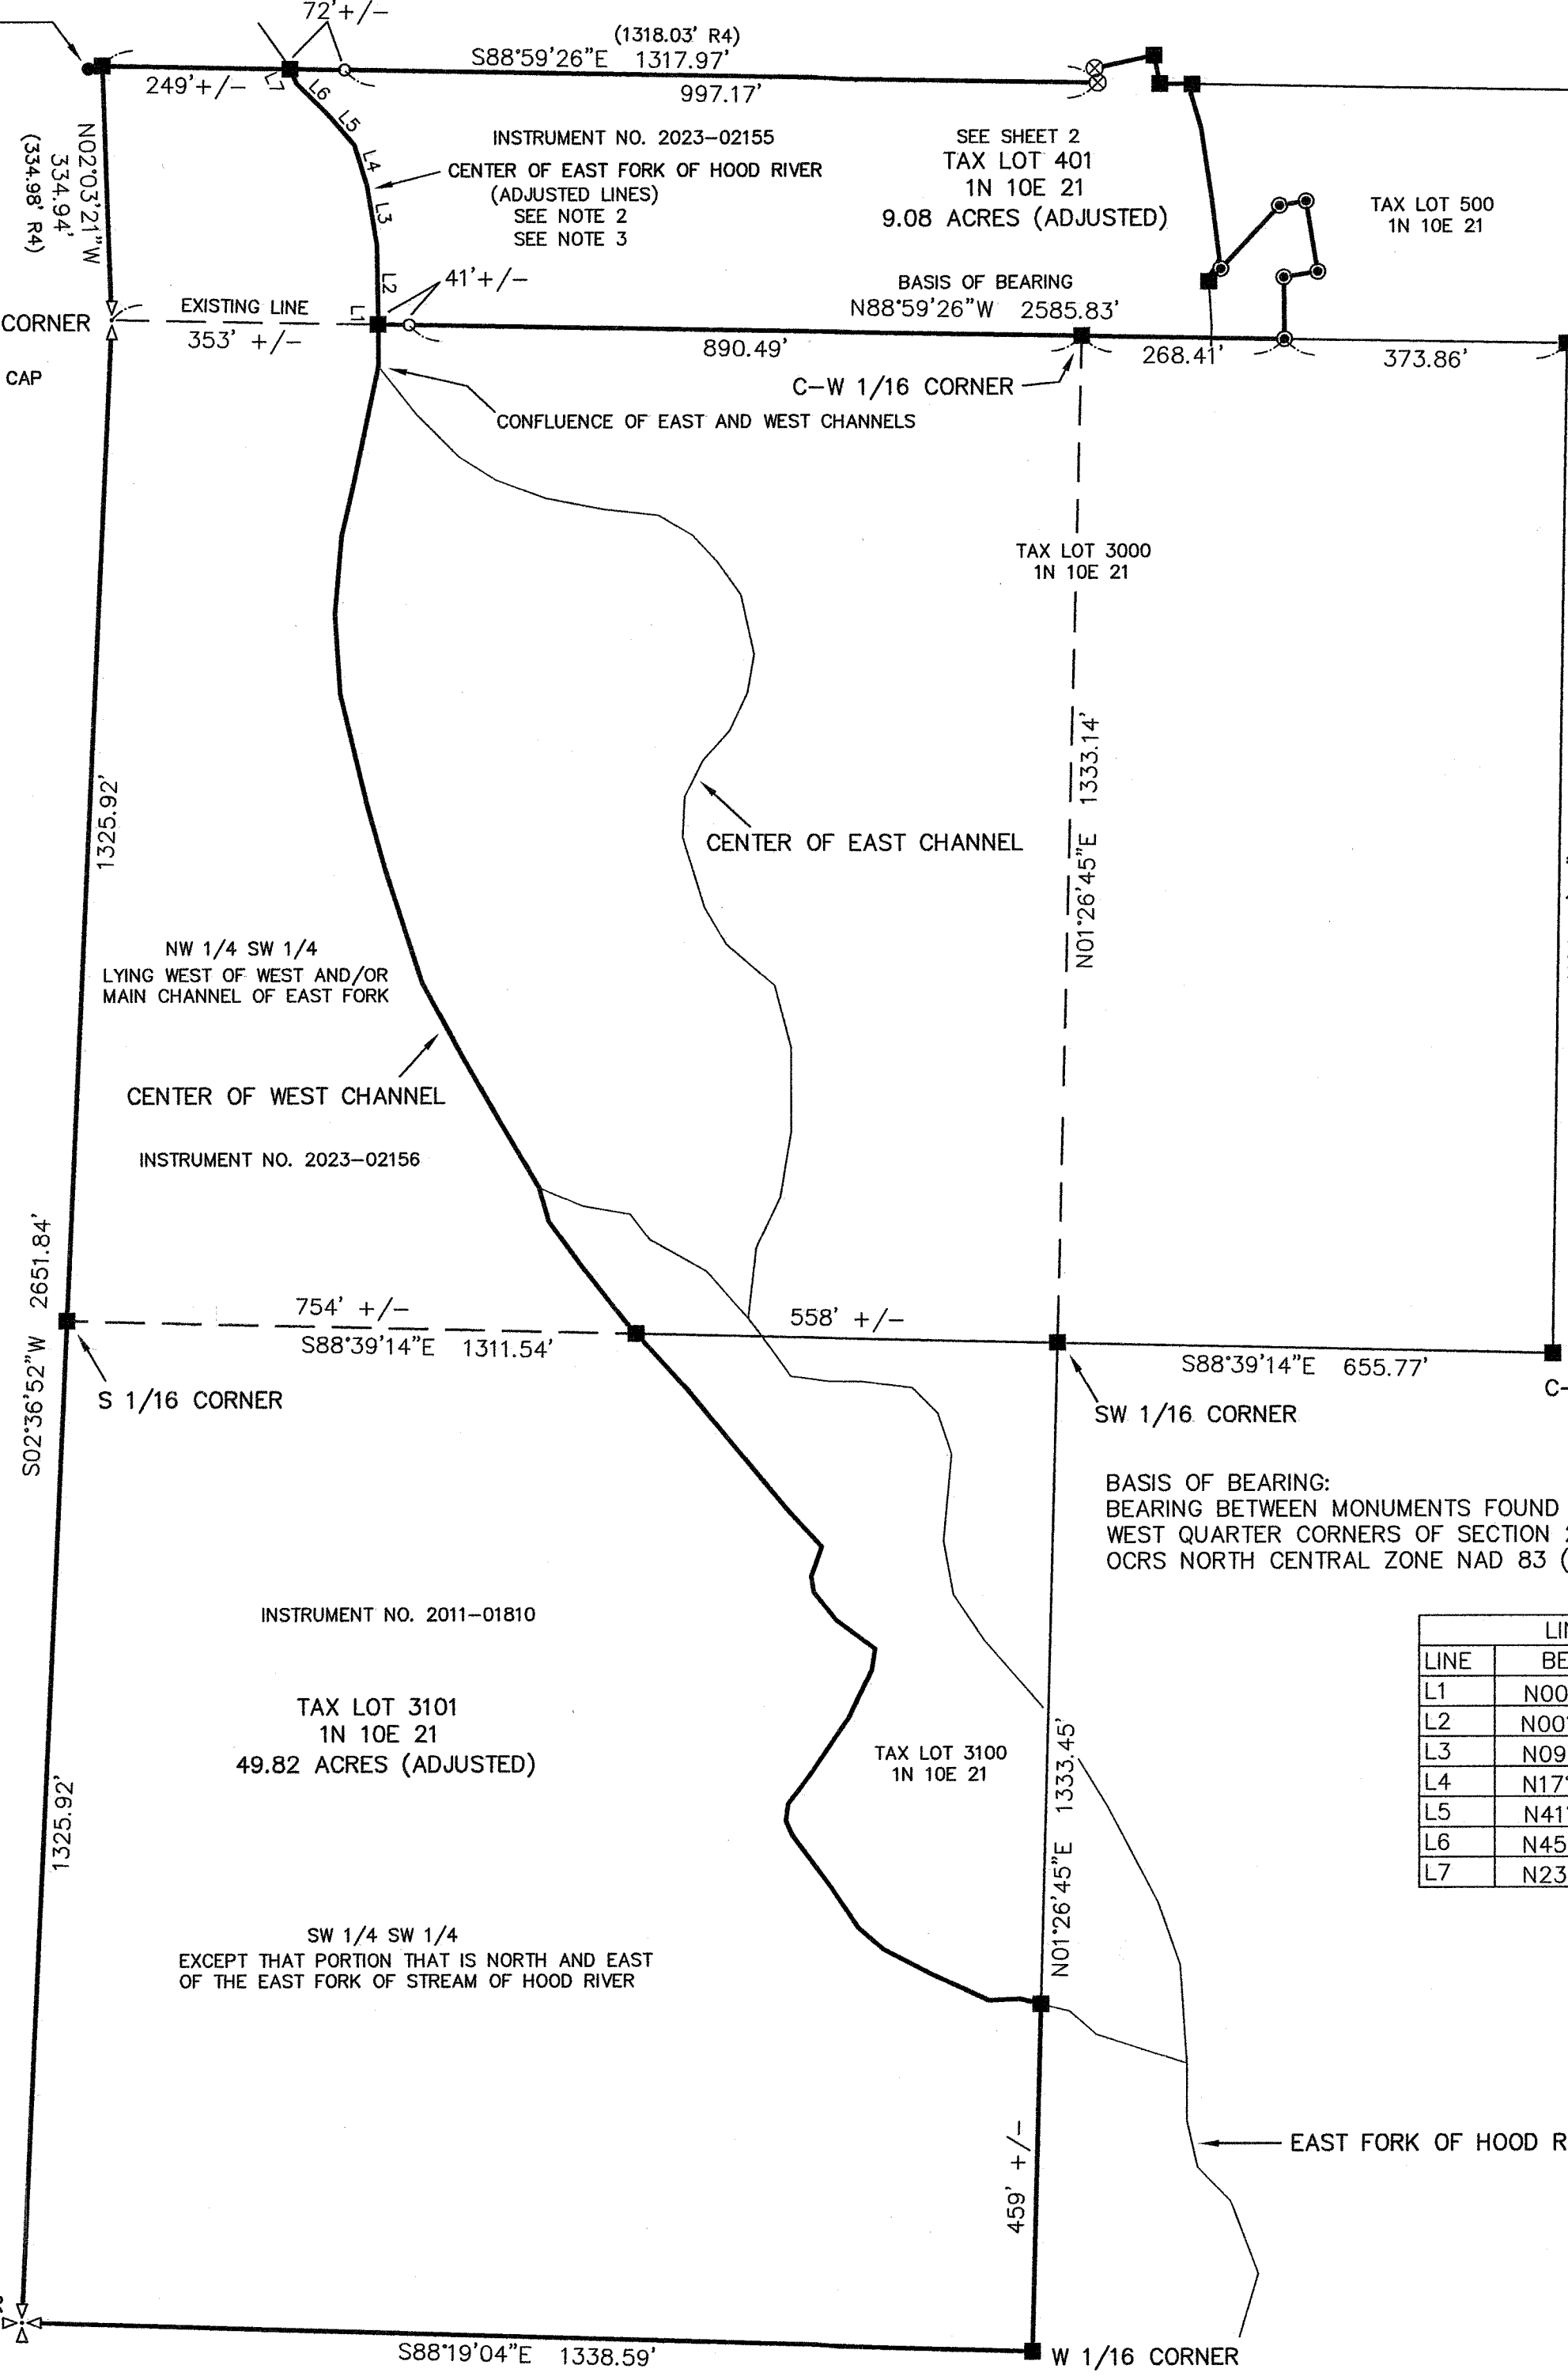 72'+/-
(1318.03' R4)
S88°59'26"E 1317.97'
249'+/-
997.17'
L7
L6
L5
L4
L3
L2
L1
N02°03'21"W
334.94'
(334.98' R4)
INSTRUMENT NO. 2023-02155
CENTER OF EAST FORK OF HOOD RIVER
(ADJUSTED LINES)
SEE NOTE 2
SEE NOTE 3
SEE SHEET 2
TAX LOT 401
1N 10E 21
9.08 ACRES (ADJUSTED)
TAX LOT 500
1N 10E 21
41'+/-
BASIS OF BEARING
N88°59'26"W 2585.83'
CORNER
EXISTING LINE
353' +/-
890.49'
268.41'
373.86'
CAP
C-W 1/16 CORNER
CONFLUENCE OF EAST AND WEST CHANNELS
TAX LOT 3000
1N 10E 21
N01°26'45"E 1333.14'
1325.92'
CENTER OF EAST CHANNEL
NW 1/4 SW 1/4
LYING WEST OF WEST AND/OR
MAIN CHANNEL OF EAST FORK
CENTER OF WEST CHANNEL
INSTRUMENT NO. 2023-02156
S02°36'52"W 2651.84'
754' +/-
S88°39'14"E 1311.54'
558' +/-
S88°39'14"E 655.77'
S 1/16 CORNER
SW 1/16 CORNER
C-
BASIS OF BEARING:
BEARING BETWEEN MONUMENTS FOUND
WEST QUARTER CORNERS OF SECTION
OCRS NORTH CENTRAL ZONE NAD 83 (
INSTRUMENT NO. 2011-01810
TAX LOT 3101
1N 10E 21
49.82 ACRES (ADJUSTED)
TAX LOT 3100
1N 10E 21
N01°26'45"E 1333.45'
1325.92'
LIN
LINE BE
L1 N00
L2 N00°
L3 N09
L4 N17°
L5 N41°
L6 N45
L7 N23
SW 1/4 SW 1/4
EXCEPT THAT PORTION THAT IS NORTH AND EAST
OF THE EAST FORK OF STREAM OF HOOD RIVER
459' +/-
EAST FORK OF HOOD R
S88°19'04"E 1338.59'
W 1/16 CORNER